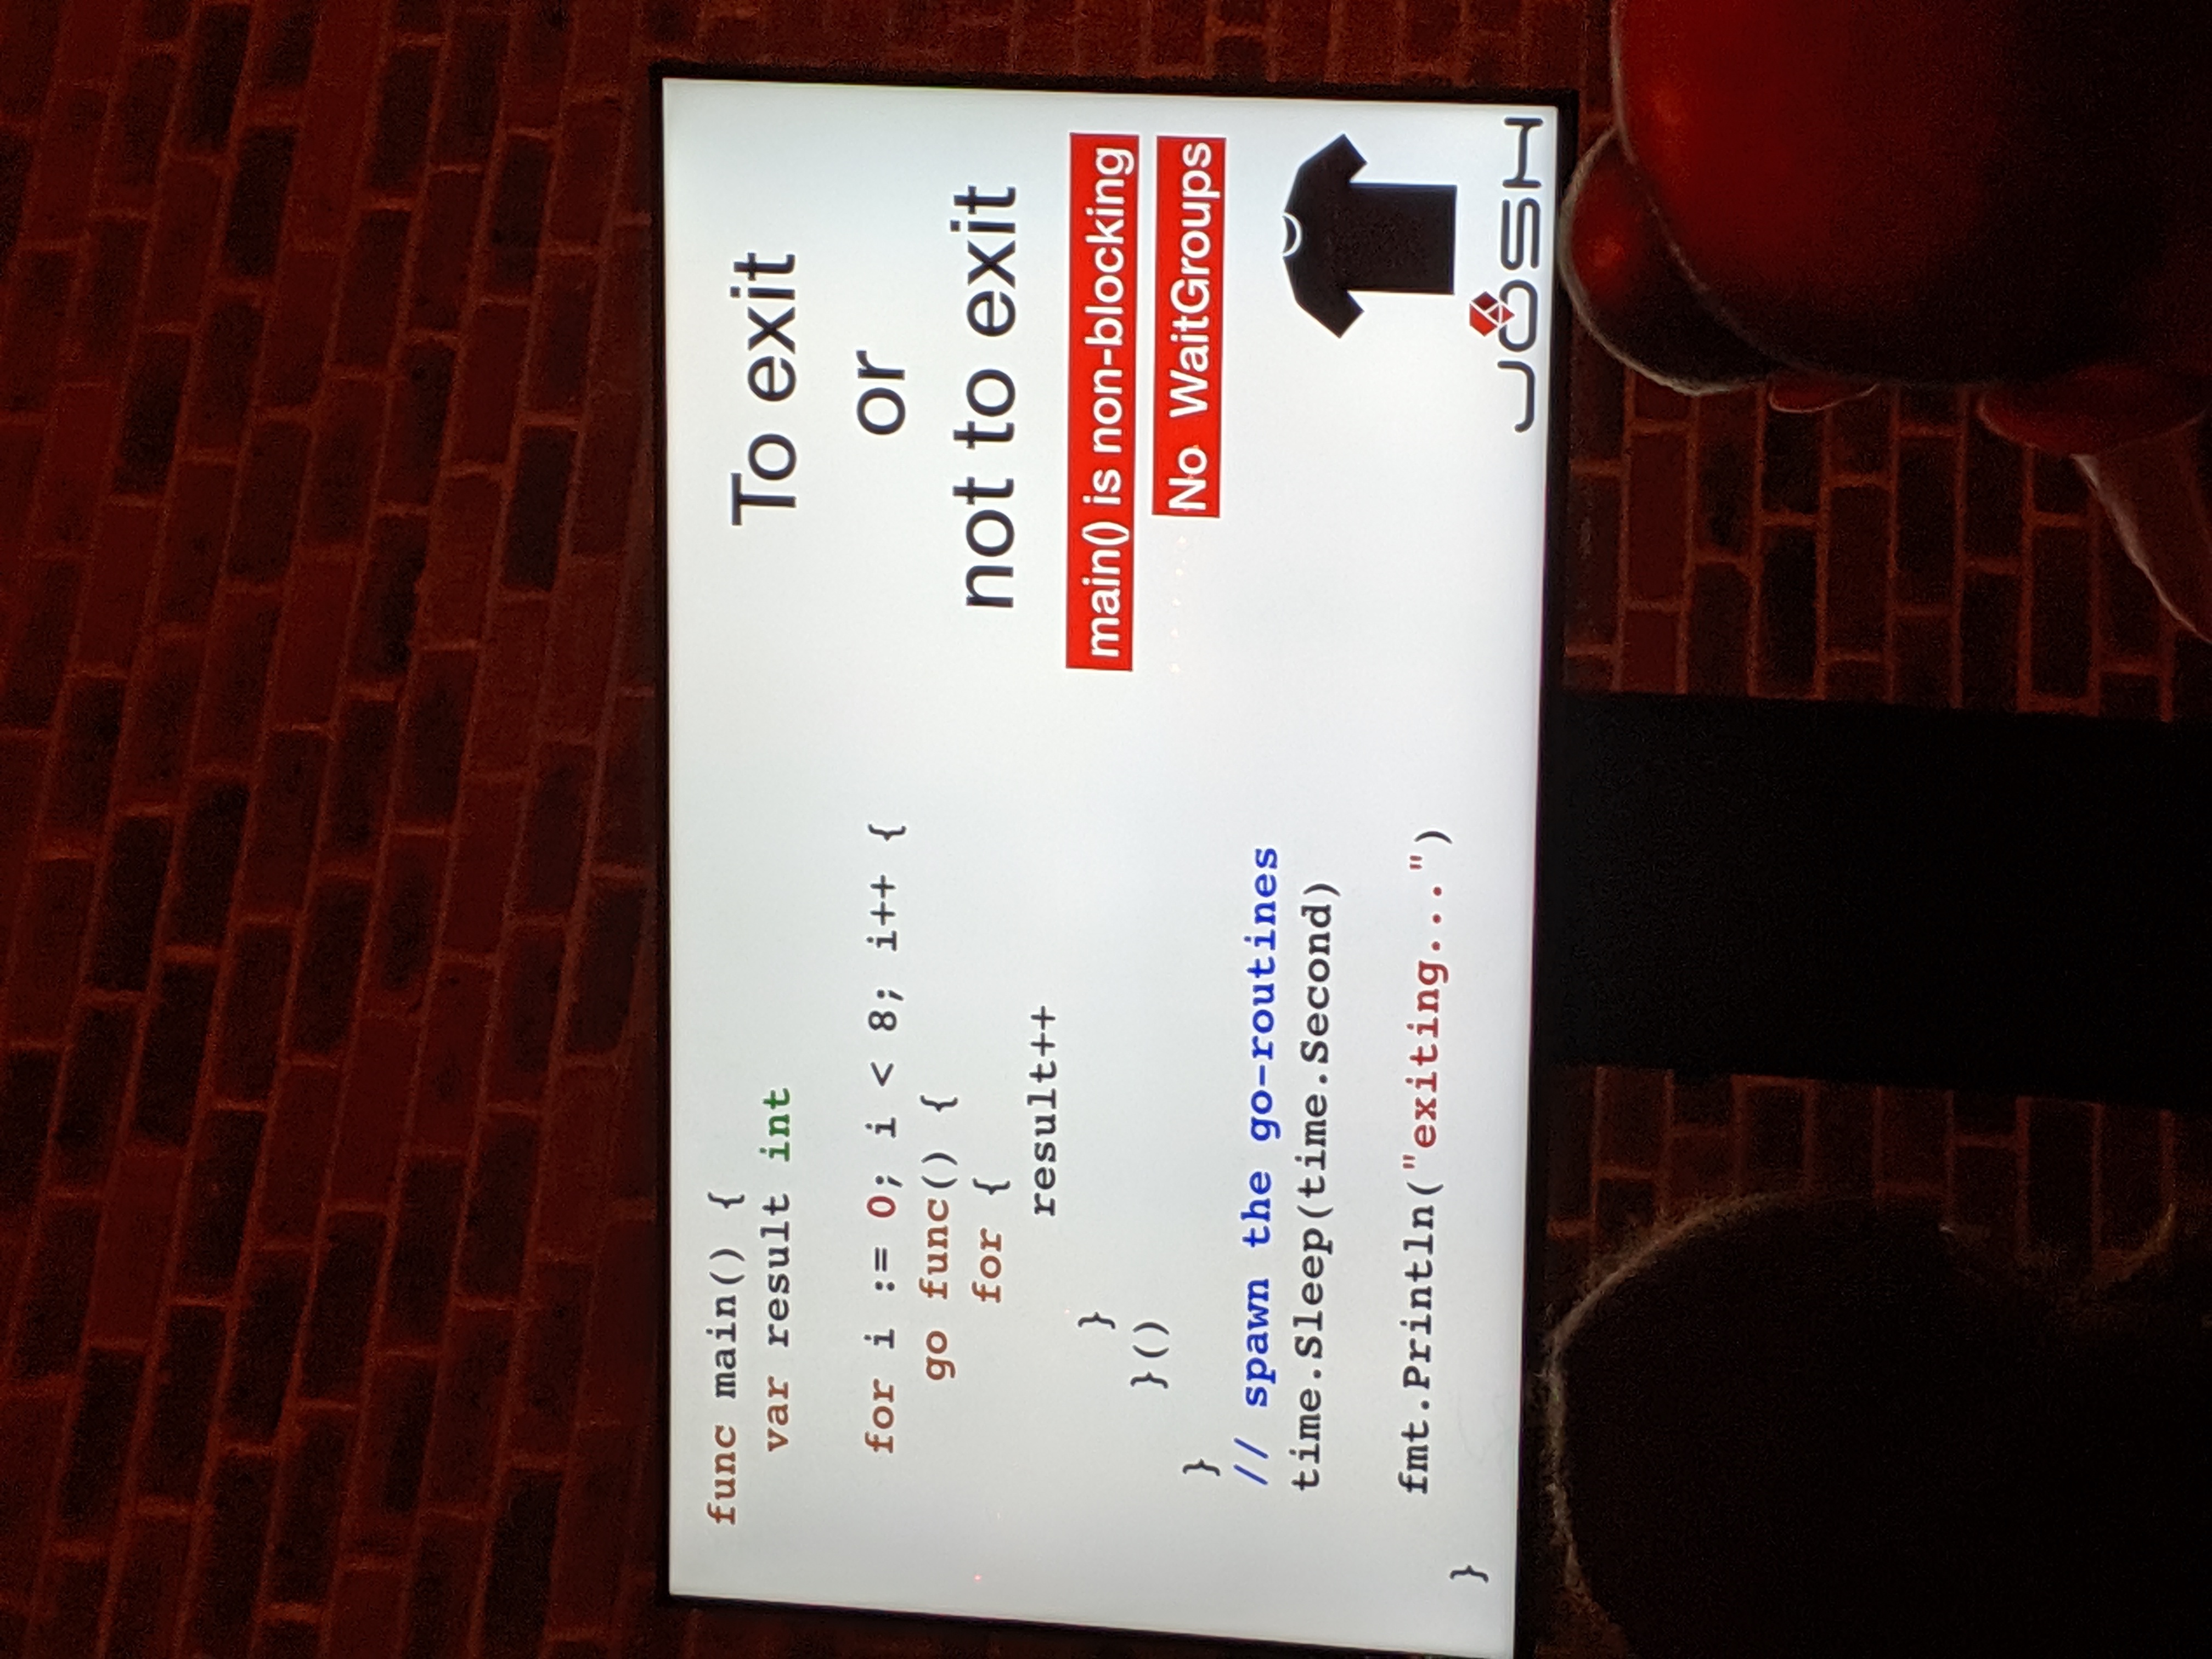 func main() {
var result int
for i := 0; i < 8; i++ {
go func() {
for {
result++
}
}()
}
// spawn the go-routines
time.Sleep(time.Second)
fmt.Println("exiting...")
}
To exit
or
not to exit
main() is non-blocking
No WaitGroups
JOSH